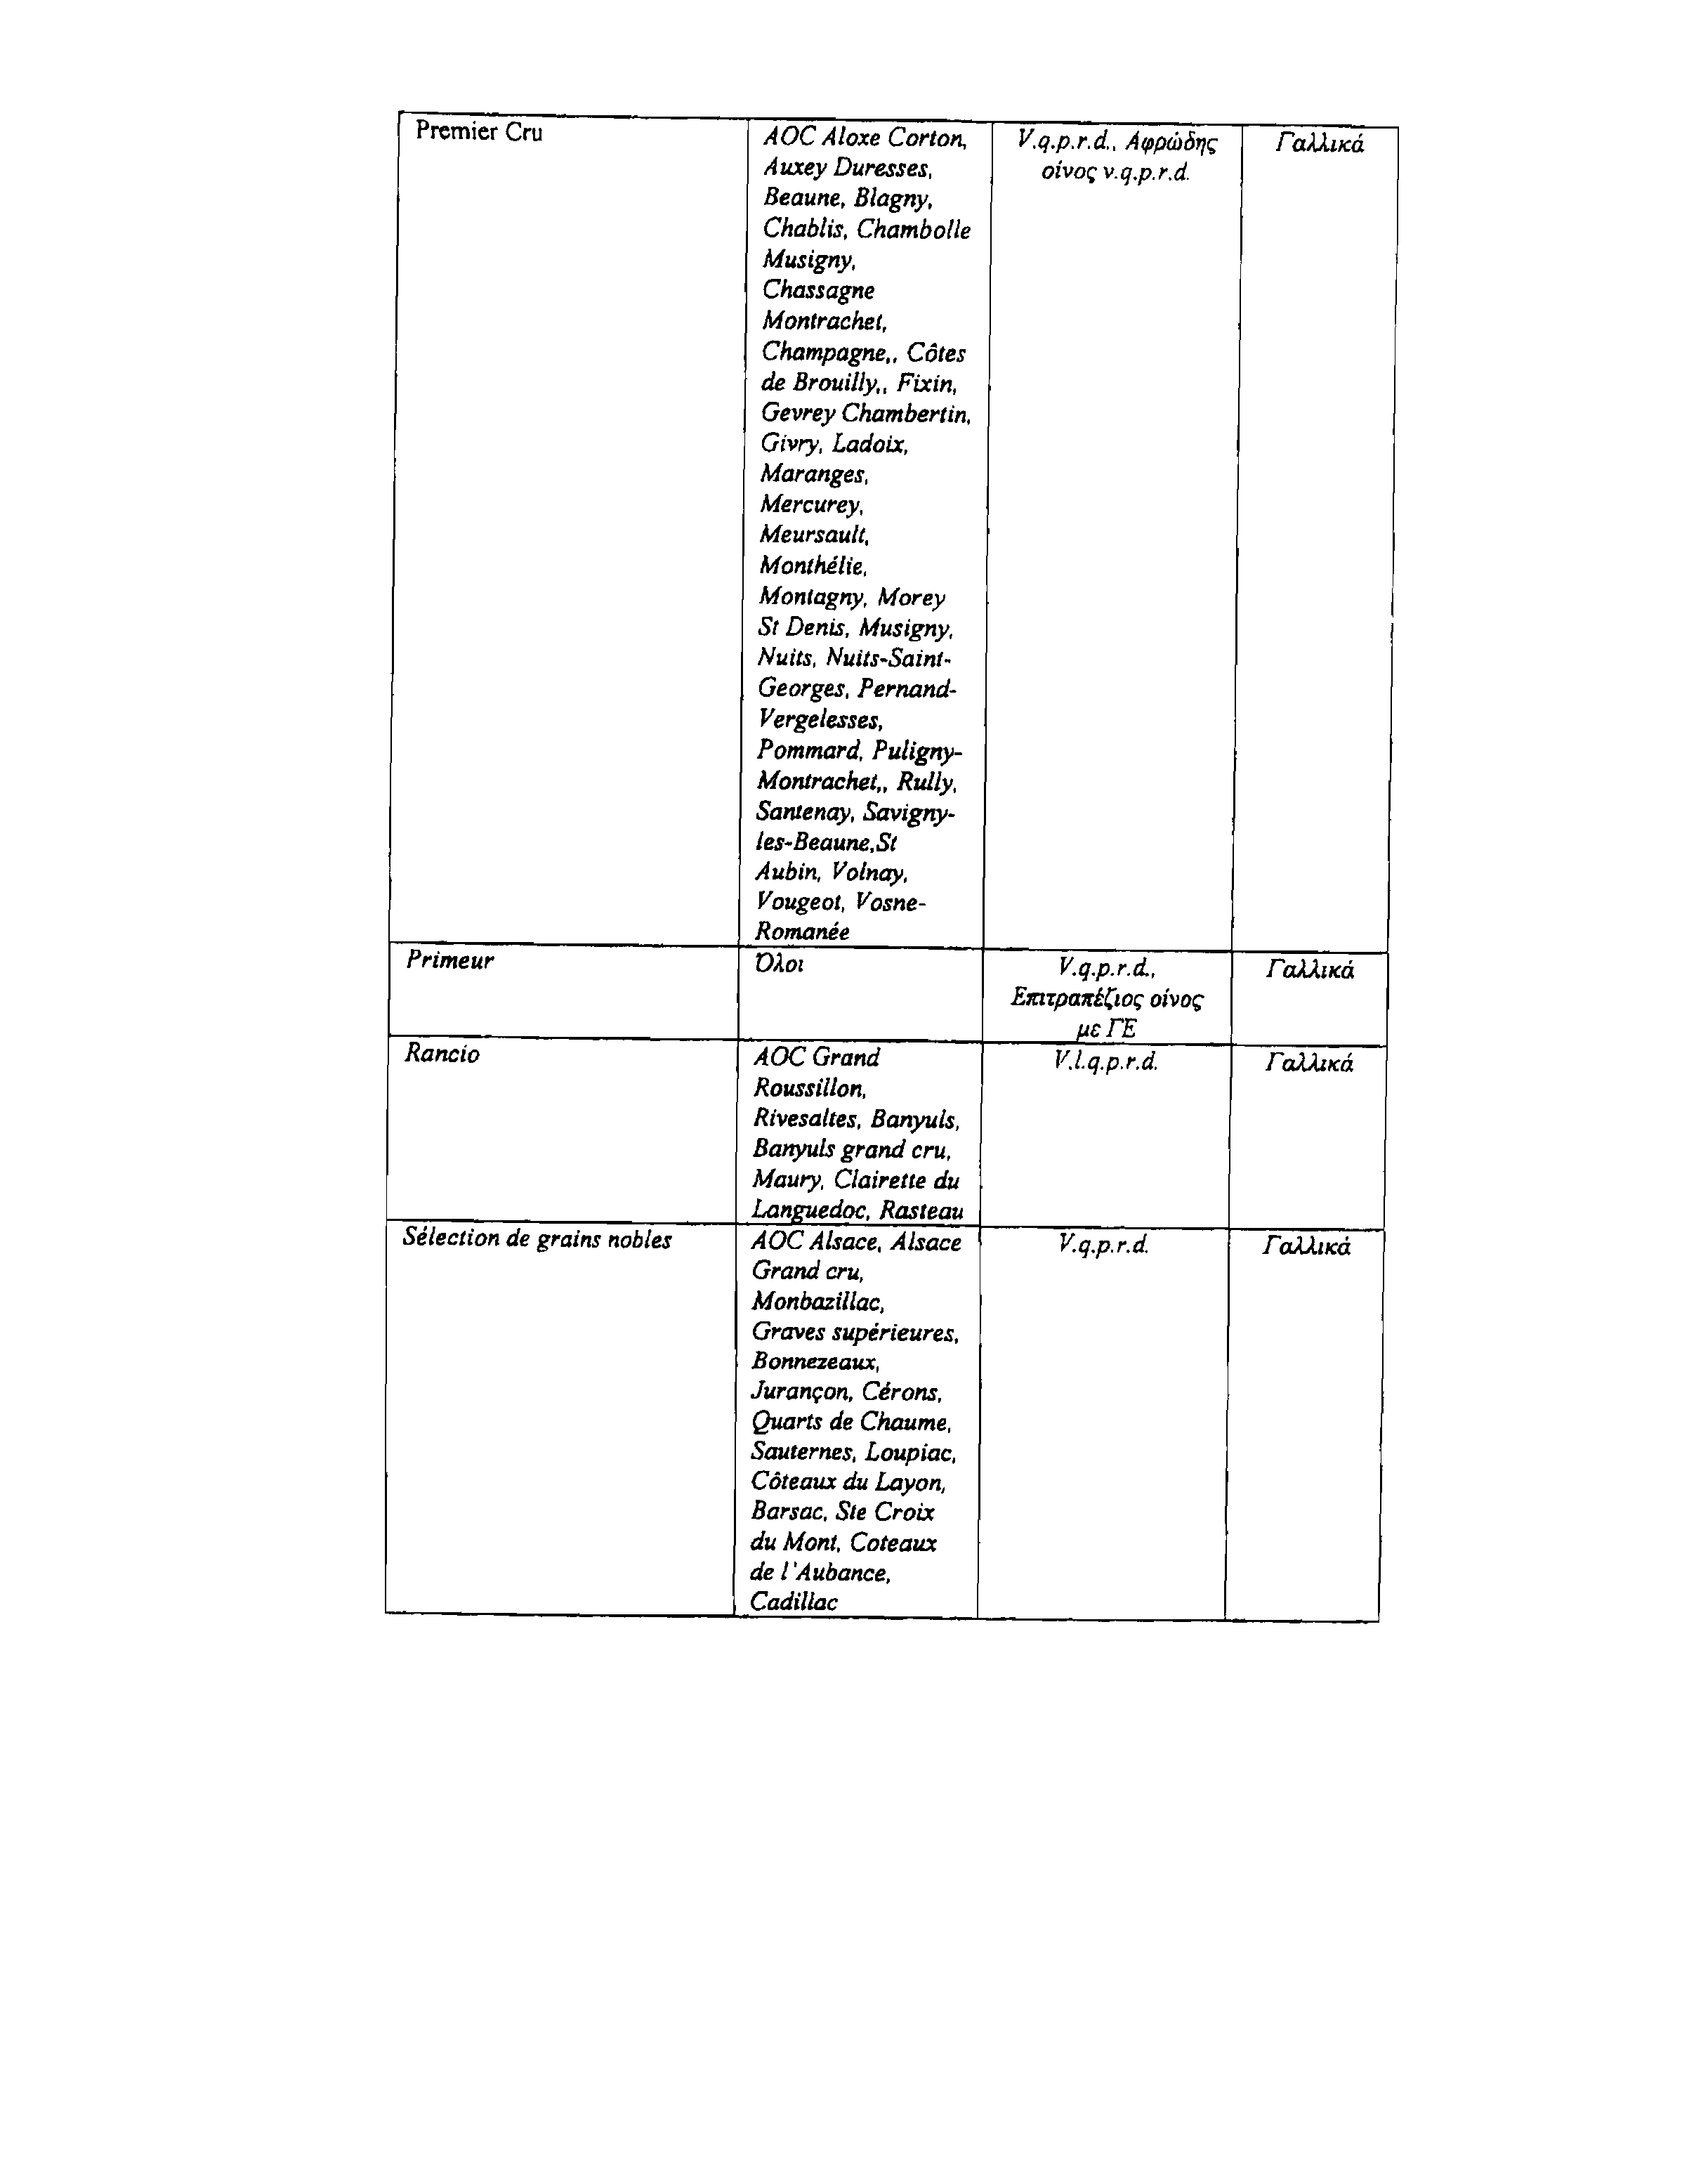 Premier Cru
AOC Aloxe Corton,
Auxey Duresses,
Beaune, Blagny,
Chablis, Chambolle
Musigny,
Chassagne
Montrachet,
Champagne,, Côtes
de Brouilly,, Fixin,
Gevrey Chambertin,
Givry, Ladoix,
Maranges,
Mercurey,
Meursault,
Monthélie,
Montagny, Morey
St Denis, Musigny,
Nuits, Nuits-Saint-
Georges, Pernand-
Vergelesses,
Pommard, Puligny-
Montrachet,, Rully,
Santenay, Savigny-
les-Beaune,St
Aubin, Volnay,
Vougeot, Vosne-
Romanée
V.q.p.r.d., Αφρώδης
οίνος v.q.p.r.d.
Γαλλικά
Primeur
Όλοι
V.q.p.r.d.,
Επιτραπέζιος οίνος
με ΓΕ
Γαλλικά
Rancio
AOC Grand
Roussillon,
Rivesaltes, Banyuls,
Banyuls grand cru,
Maury, Clairette du
Languedoc, Rasteau
V.l.q.p.r.d.
Γαλλικά
Sélection de grains nobles
AOC Alsace, Alsace
Grand cru,
Monbazillac,
Graves supérieures,
Bonnezeaux,
Jurançon, Cérons,
Quarts de Chaume,
Sauternes, Loupiac,
Côteaux du Layon,
Barsac, Ste Croix
du Mont, Coteaux
de l'Aubance,
Cadillac
V.q.p.r.d.
Γαλλικά